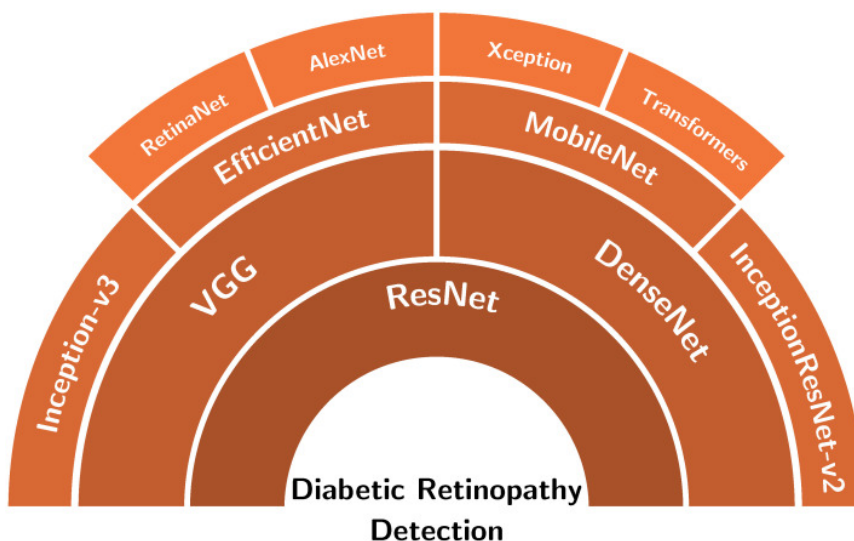 RetinaNet
AlexNet
Xception
Transformers
Inception-v3
EfficientNet
MobileNet
InceptionResNet-v2
VGG
DenseNet
ResNet
Diabetic Retinopathy
Detection